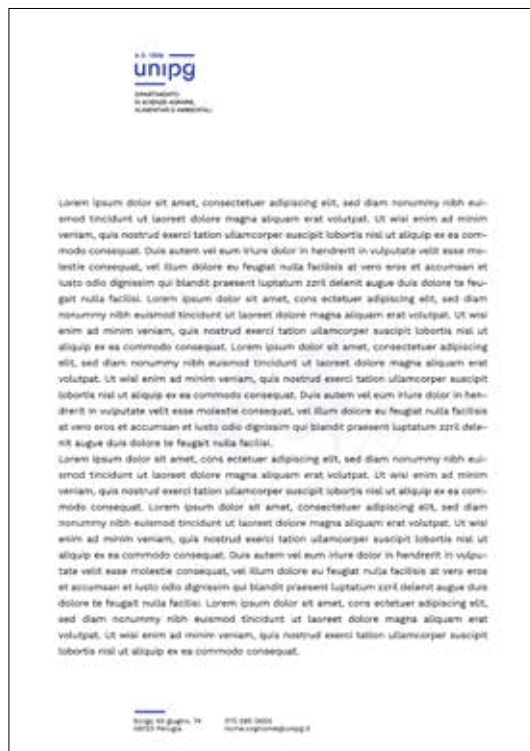 A.D. 1308
unipg
DIPARTIMENTO
DI SCIENZE AGRARIE,
ALIMENTARI E AMBIENTALI
Lorem ipsum dolor sit amet, consectetuer adipiscing elit, sed diam nonummy nibh eui-
smod tincidunt ut laoreet dolore magna aliquam erat volutpat. Ut wisi enim ad minim
veniam, quis nostrud exerci tation ullamcorper suscipit lobortis nisl ut aliquip ex ea com-
modo consequat. Duis autem vel eum iriure dolor in hendrerit in vulputate velit esse mo-
lestie consequat, vel illum dolore eu feugiat nulla facilisis at vero eros et accumsan et
iusto odio dignissim qui blandit praesent luptatum zzril delenit augue duis dolore te feu-
gait nulla facilisi. Lorem ipsum dolor sit amet, cons ectetuer adipiscing elit, sed diam
nonummy nibh euismod tincidunt ut laoreet dolore magna aliquam erat volutpat. Ut wisi
enim ad minim veniam, quis nostrud exerci tation ullamcorper suscipit lobortis nisl ut
aliquip ex ea commodo consequat. Lorem ipsum dolor sit amet, consectetuer adipiscing
elit, sed diam nonummy nibh euismod tincidunt ut laoreet dolore magna aliquam erat
volutpat. Ut wisi enim ad minim veniam, quis nostrud exerci tation ullamcorper suscipit
lobortis nisl ut aliquip ex ea commodo consequat. Duis autem vel eum iriure dolor in hen-
drerit in vulputate velit esse molestie consequat, vel illum dolore eu feugiat nulla facilisis
at vero eros et accumsan et iusto odio dignissim qui blandit praesent luptatum zzril dele-
nit augue duis dolore te feugait nulla facilisi.
Lorem ipsum dolor sit amet, cons ectetuer adipiscing elit, sed diam nonummy nibh eui-
smod tincidunt ut laoreet dolore magna aliquam erat volutpat. Ut wisi enim ad minim
veniam, quis nostrud exerci tation ullamcorper suscipit lobortis nisl ut aliquip ex ea com-
modo consequat. Lorem ipsum dolor sit amet, cons ectetuer adipiscing elit, sed diam
nonummy nibh euismod tincidunt ut laoreet dolore magna aliquam erat volutpat. Ut wisi
enim ad minim veniam, quis nostrud exerci tation ullamcorper suscipit lobortis nisl ut
aliquip ex ea commodo consequat. Duis autem vel eum iriure dolor in hendrerit in vulpu-
tate velit esse molestie consequat, vel illum dolore eu feugiat nulla facilisis at vero eros
et accumsan et iusto odio dignissim qui blandit praesent luptatum zzril delenit augue duis
dolore te feugait nulla facilisi. Lorem ipsum dolor sit amet, cons ectetuer adipiscing elit,
sed diam nonummy nibh euismod tincidunt ut laoreet dolore magna aliquam erat
volutpat. Ut wisi enim ad minim veniam, quis nostrud exerci tation ullamcorper suscipit
lobortis nisl ut aliquip ex ea commodo consequat.
Borgo XX giugno, 74
06121 Perugia
075 585
nome.cognome@unipg.it